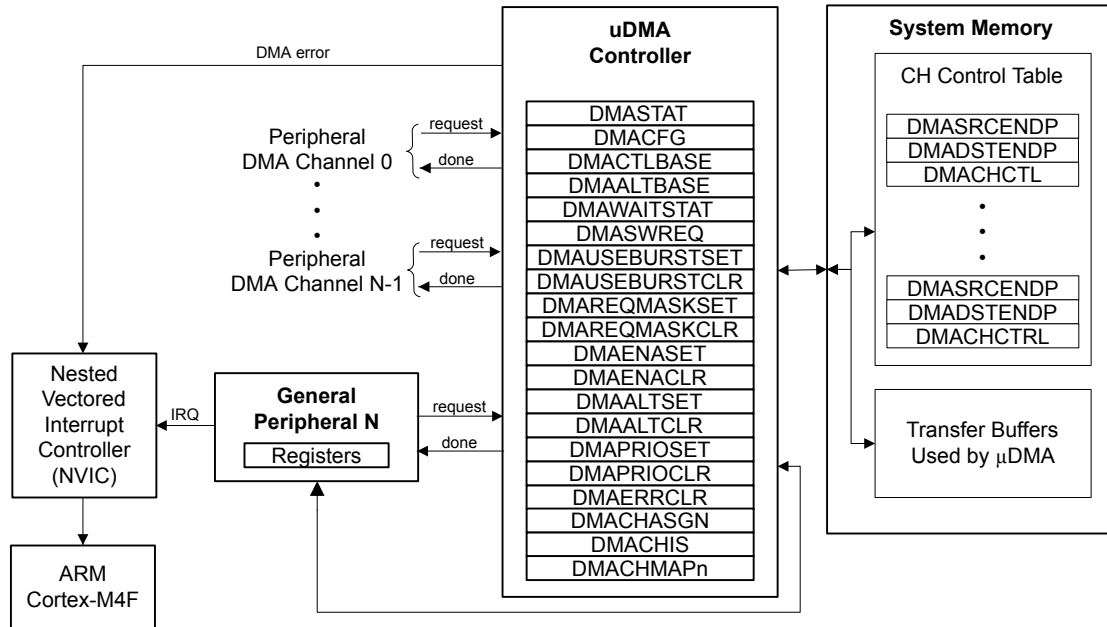 DMA error
Peripheral
DMA Channel 0
request
done
•
•
•
Peripheral
DMA Channel N-1
request
done
Nested
Vectored
Interrupt
Controller
(NVIC)
IRQ
General
Peripheral N
Registers
request
done
ARM
Cortex-M4F
uDMA
Controller
DMASTAT
DMACFG
DMACTLBASE
DMAALTBASE
DMAWAITSTAT
DMASWREQ
DMAUSEBURSTSET
DMAUSEBURSTCLR
DMAREQMASKSET
DMAREQMASKCLR
DMAENASET
DMAENACLR
DMAALTSET
DMAALTCLR
DMAPRIOSET
DMAPRIOCLR
DMAERRCLR
DMACHASGN
DMACHIS
DMACHMAPn
System Memory
CH Control Table
DMASRCENDP
DMADSTENDP
DMACHCTL
•
•
•
DMASRCENDP
DMADSTENDP
DMACHCTRL
Transfer Buffers
Used by μDMA